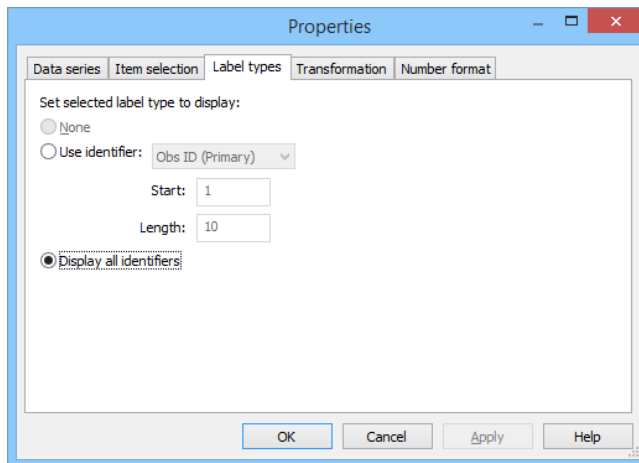 Properties
Data series Item selection Label types Transformation Number format
Set selected label type to display:
None
Use identifier: Obs ID (Primary)
Start: 1
Length: 10
Display all identifiers
OK Cancel Apply Help